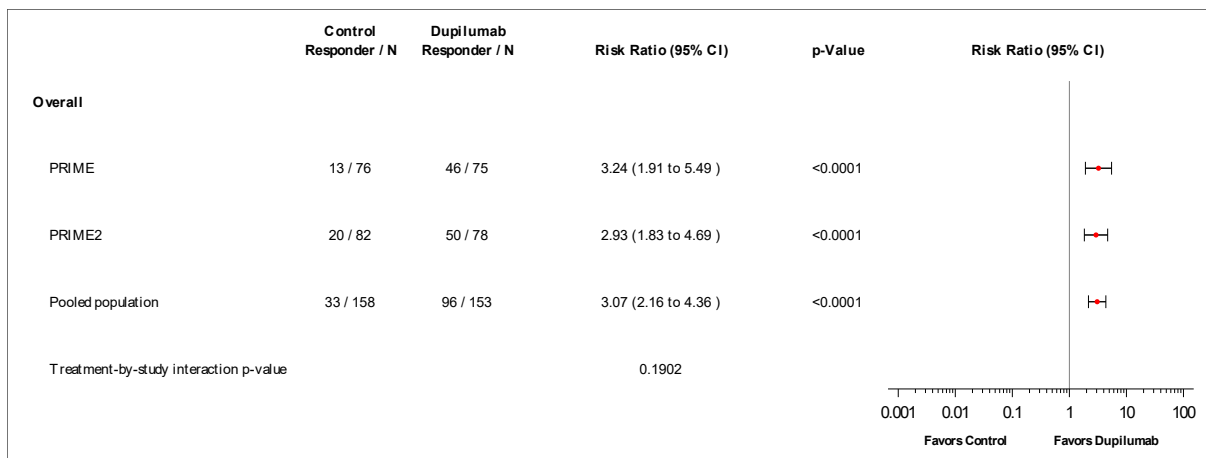 Control Responder / N
Dupilumab Responder / N
Risk Ratio (95% CI)
p-Value
Risk Ratio (95% CI)
Overall
PRIME 13 / 76 46 / 75 3.24 (1.91 to 5.49 ) <0.0001
PRIME2 20 / 82 50 / 78 2.93 (1.83 to 4.69 ) <0.0001
Pooled population 33 / 158 96 / 153 3.07 (2.16 to 4.36 ) <0.0001
Treatment-by-study interaction p-value 0.1902
0.001 0.01 0.1 1 10 100
Favors Control Favors Dupilumab